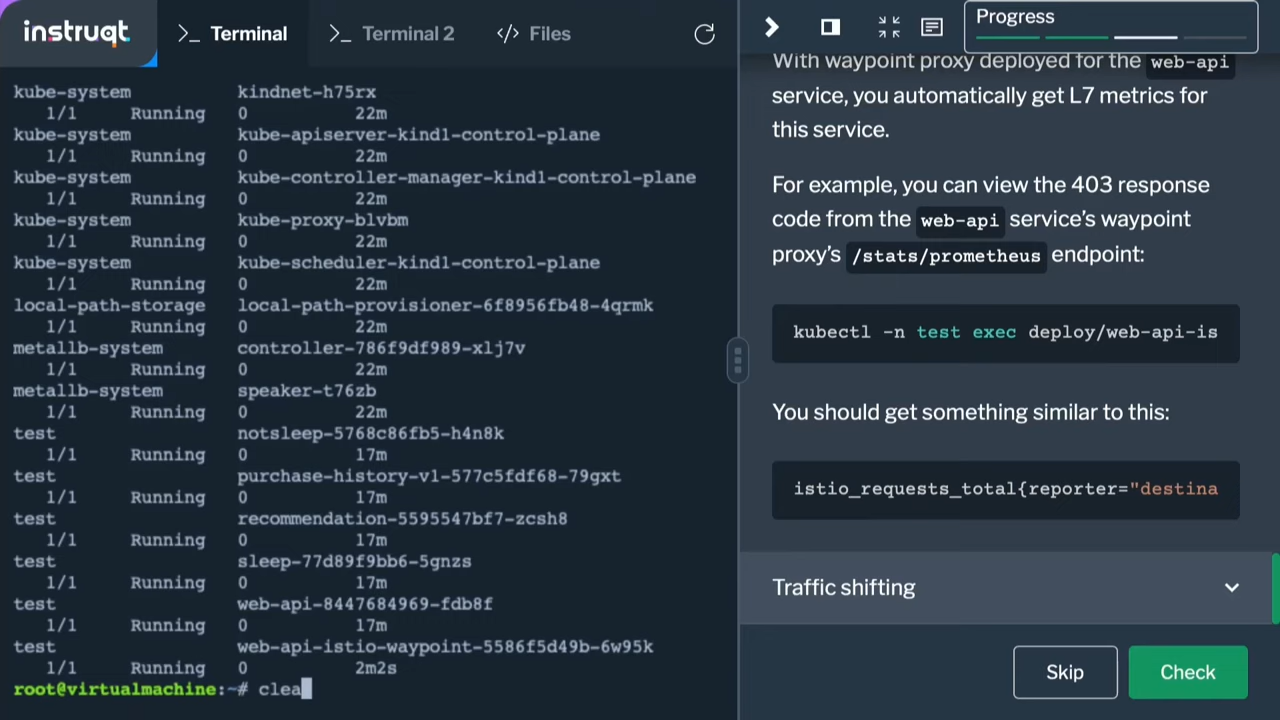 instruqt
>_ Terminal
>_ Terminal 2
</> Files
Progress
kube-system kindnet-h75rx
1/1 Running 0 22m
kube-system kube-apiserver-kind1-control-plane
1/1 Running 0 22m
kube-system kube-controller-manager-kind1-control-plane
1/1 Running 0 22m
kube-system kube-proxy-blvbm
1/1 Running 0 22m
kube-system kube-scheduler-kind1-control-plane
1/1 Running 0 22m
local-path-storage local-path-provisioner-6f8956fb48-4qrmk
1/1 Running 0 22m
metallb-system controller-786f9df989-xlj7v
1/1 Running 0 22m
metallb-system speaker-t76zb
1/1 Running 0 22m
test notsleep-5768c86fb5-h4n8k
1/1 Running 0 17m
test purchase-history-v1-577c5fdf68-79gxt
1/1 Running 0 17m
test recommendation-5595547bf7-zcsh8
1/1 Running 0 17m
test sleep-77d89f9bb6-5gnzs
1/1 Running 0 17m
test web-api-8447684969-fdb8f
1/1 Running 0 17m
test web-api-istio-waypoint-5586f5d49b-6w95k
1/1 Running 0 2m2s
root@virtualmachine:~# clea
With waypoint proxy deployed for the web-api
service, you automatically get L7 metrics for
this service.
For example, you can view the 403 response
code from the web-api service’s waypoint
proxy’s /stats/prometheus endpoint:
kubectl -n test exec deploy/web-api-is
You should get something similar to this:
istio_requests_total{reporter="destina
Traffic shifting
Skip
Check